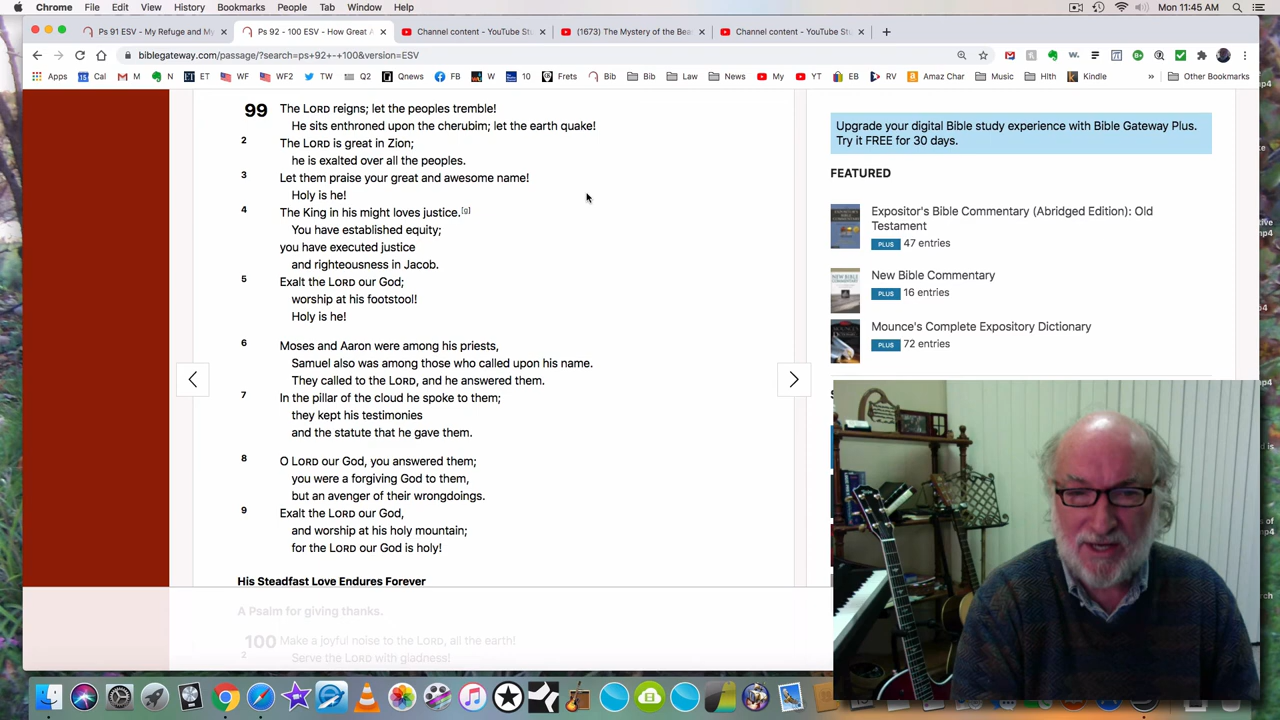 Chrome File Edit View History Bookmarks People Tab Window Help
Mon 11:45 AM
Ps 91 ESV - My Refuge and My
Ps 92 - 100 ESV - How Great A
Channel content - YouTube St
(1673) The Mystery of the Bea
Channel content - YouTube St
biblegateway.com/passage/?search=ps+92+-+100&version=ESV
Apps Cal M N ET WF WF2 TW Q2 Qnews FB W 10 Frets Bib Bib Law News My YT EB RV Amaz Char Music Hlth Kindle » Other Bookmarks
99 The LORD reigns; let the peoples tremble!
He sits enthroned upon the cherubim; let the earth quake!
2 The LORD is great in Zion;
he is exalted over all the peoples.
3 Let them praise your great and awesome name!
Holy is he!
4 The King in his might loves justice.[g]
You have established equity;
you have executed justice
and righteousness in Jacob.
5 Exalt the LORD our God;
worship at his footstool!
Holy is he!
6 Moses and Aaron were among his priests,
Samuel also was among those who called upon his name.
They called to the LORD, and he answered them.
7 In the pillar of the cloud he spoke to them;
they kept his testimonies
and the statute that he gave them.
8 O LORD our God, you answered them;
you were a forgiving God to them,
but an avenger of their wrongdoings.
9 Exalt the LORD our God,
and worship at his holy mountain;
for the LORD our God is holy!
His Steadfast Love Endures Forever
A Psalm for giving thanks.
100 Make a joyful noise to the LORD, all the earth!
2 Serve the LORD with gladness!
Upgrade your digital Bible study experience with Bible Gateway Plus.
Try it FREE for 30 days.
FEATURED
Expositor's Bible Commentary (Abridged Edition): Old
Testament
PLUS 47 entries
New Bible Commentary
PLUS 16 entries
Mounce's Complete Expository Dictionary
PLUS 72 entries